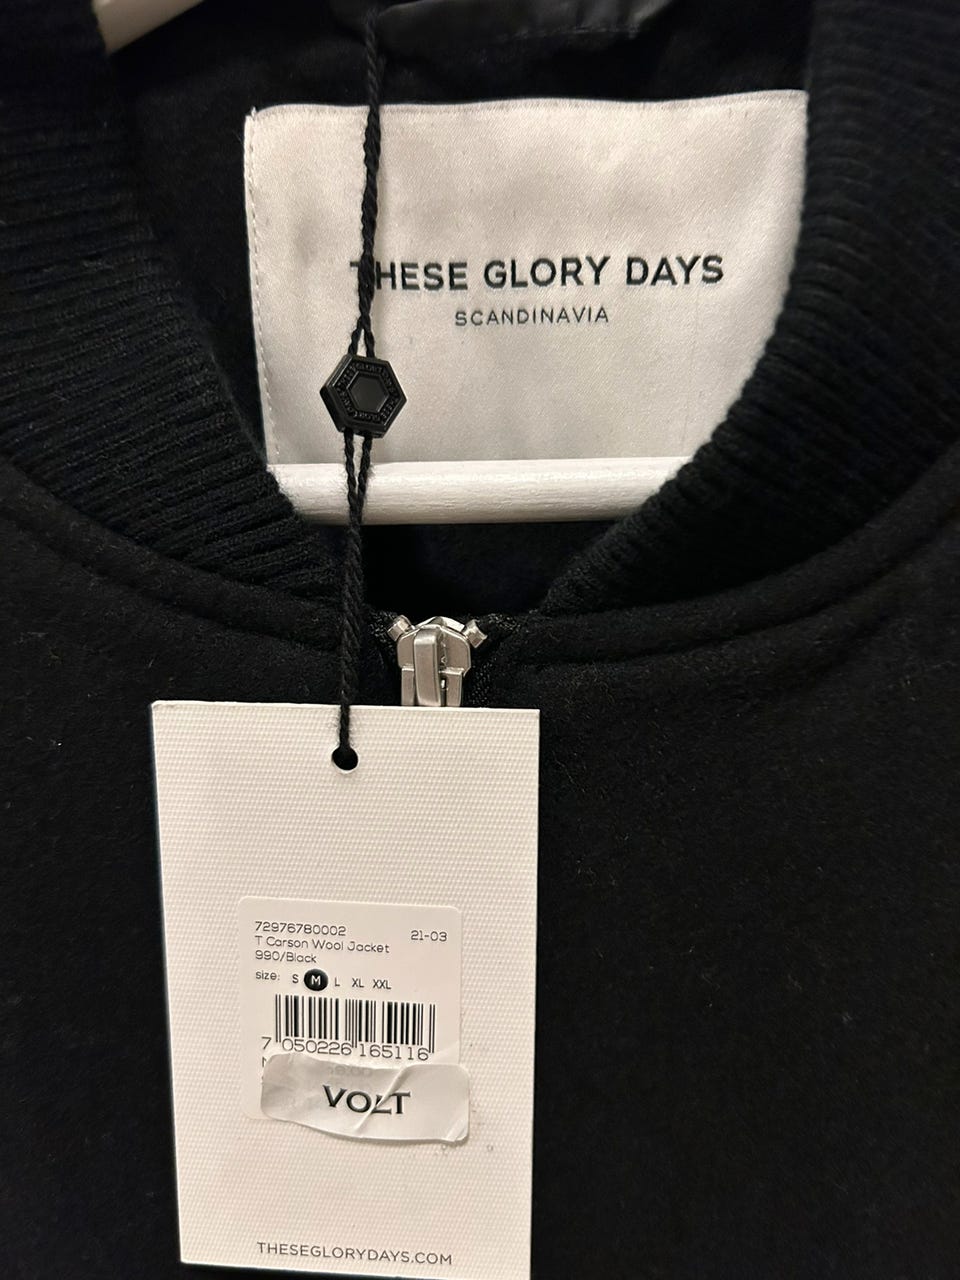 THESE GLORY DAYS
SCANDINAVIA
72976780002
21-03
T Carson Wool Jacket
990/Black
size: S M L XL XXL
7 050226 165116
VOLT
THESEGLORYDAYS.COM